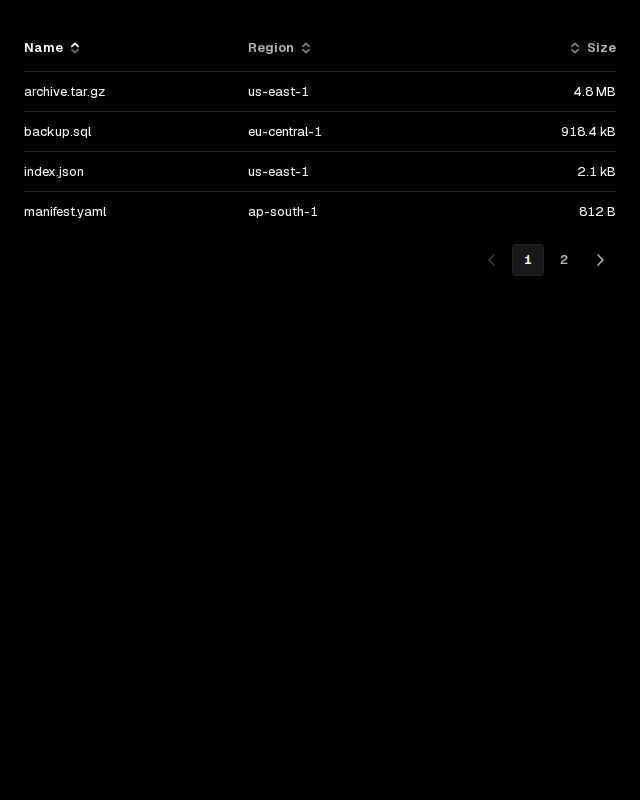 Name Region Size
archive.tar.gz us-east-1 4.8 MB
backup.sql eu-central-1 918.4 kB
index.json us-east-1 2.1 kB
manifest.yaml ap-south-1 812 B
1 2